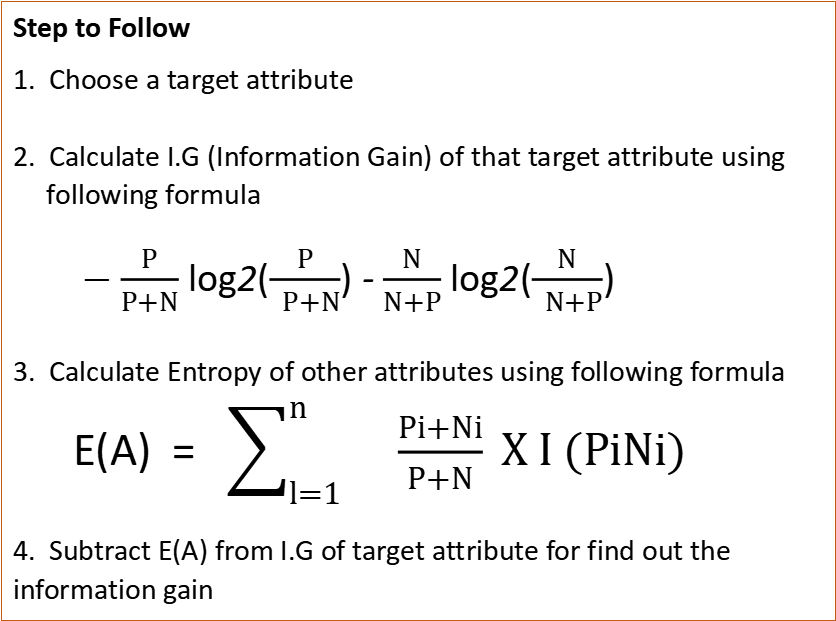 Step to Follow
1. Choose a target attribute
2. Calculate I.G (Information Gain) of that target attribute using
following formula
− P/P+N log2(P/P+N) - N/N+P log2(N/N+P)
3. Calculate Entropy of other attributes using following formula
E(A) = ∑ n l=1 Pi+Ni/P+N X I (PiNi)
4. Subtract E(A) from I.G of target attribute for find out the
information gain